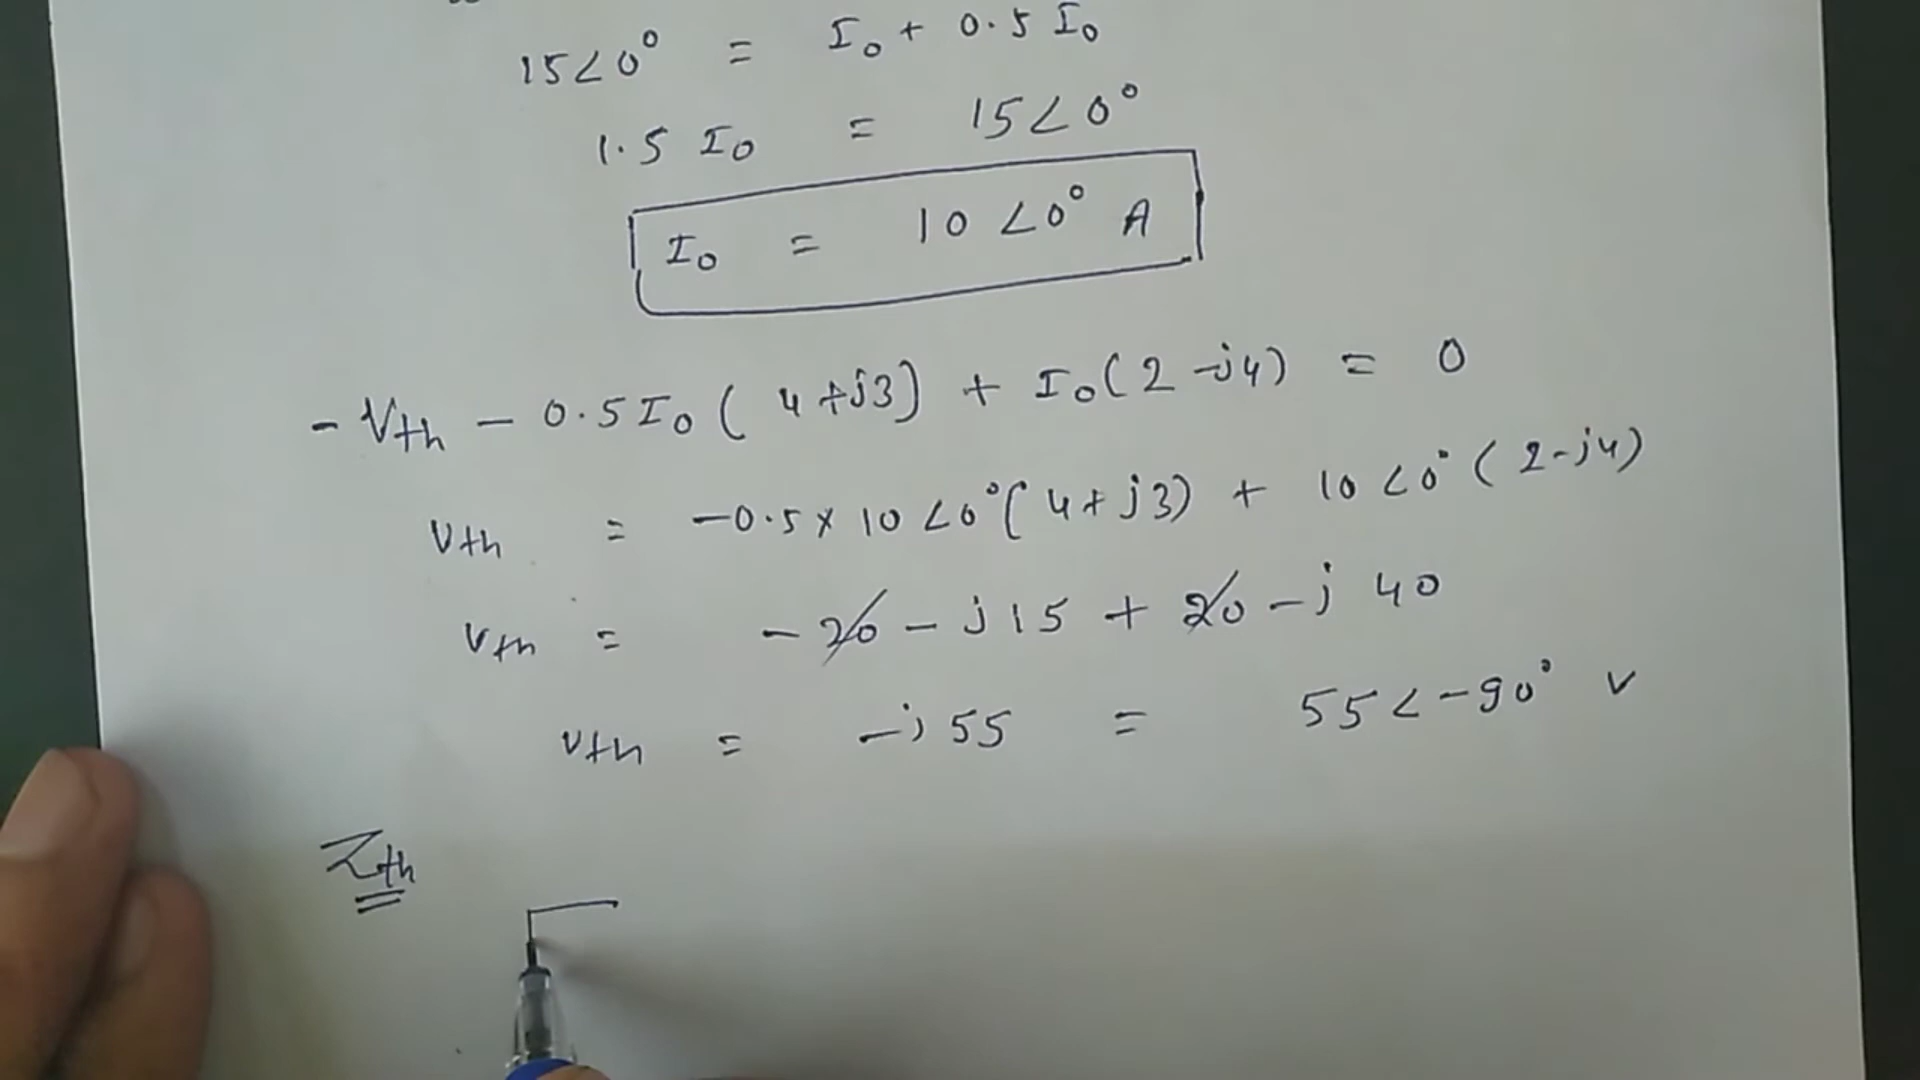 15∠0° = I₀ + 0.5 I₀
1.5 I₀ = 15∠0°
I₀ = 10∠0° A
- Vth - 0.5I₀(4+j3) + I₀(2-j4) = 0
Vth = -0.5×10∠0°(4+j3) + 10∠0°(2-j4)
Vth = -20 - j15 + 20 - j40
Vth = -j55 = 55∠-90° V
Zth